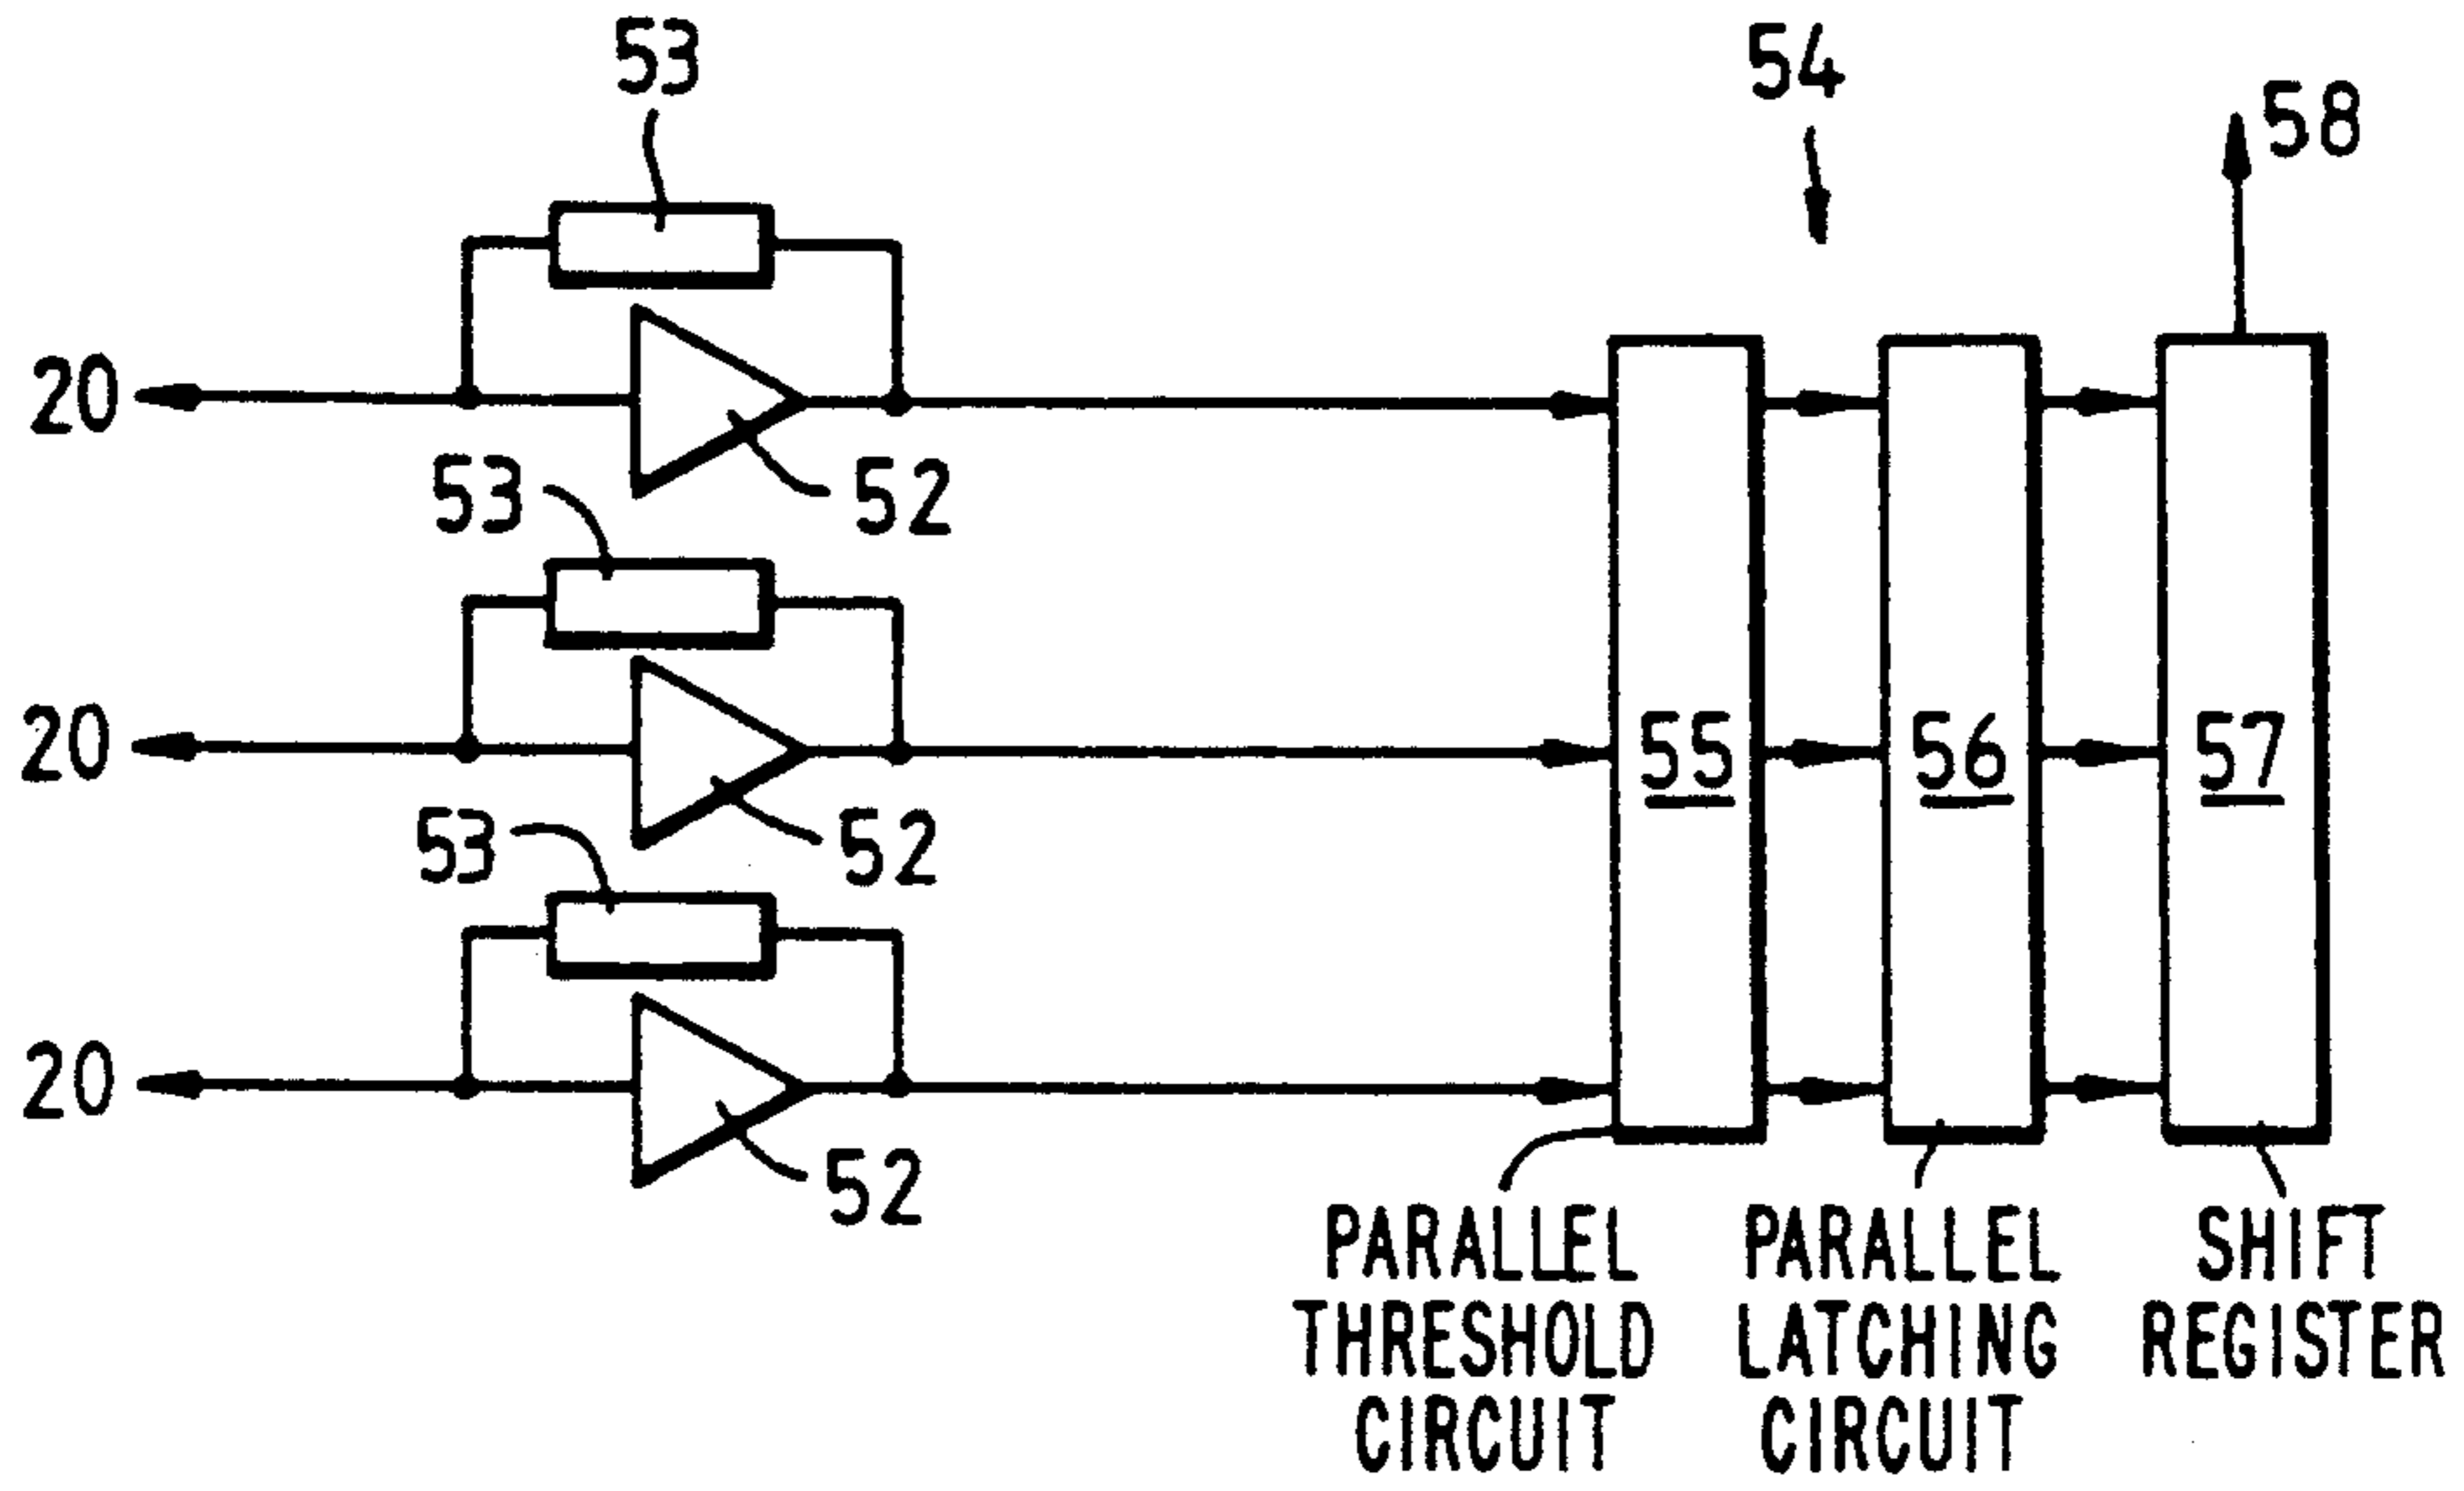 53
54
58
20
53
52
55
56
57
20
53
52
20
52
PARALLEL
THRESHOLD
CIRCUIT
PARALLEL
LATCHING
CIRCUIT
SHIFT
REGISTER